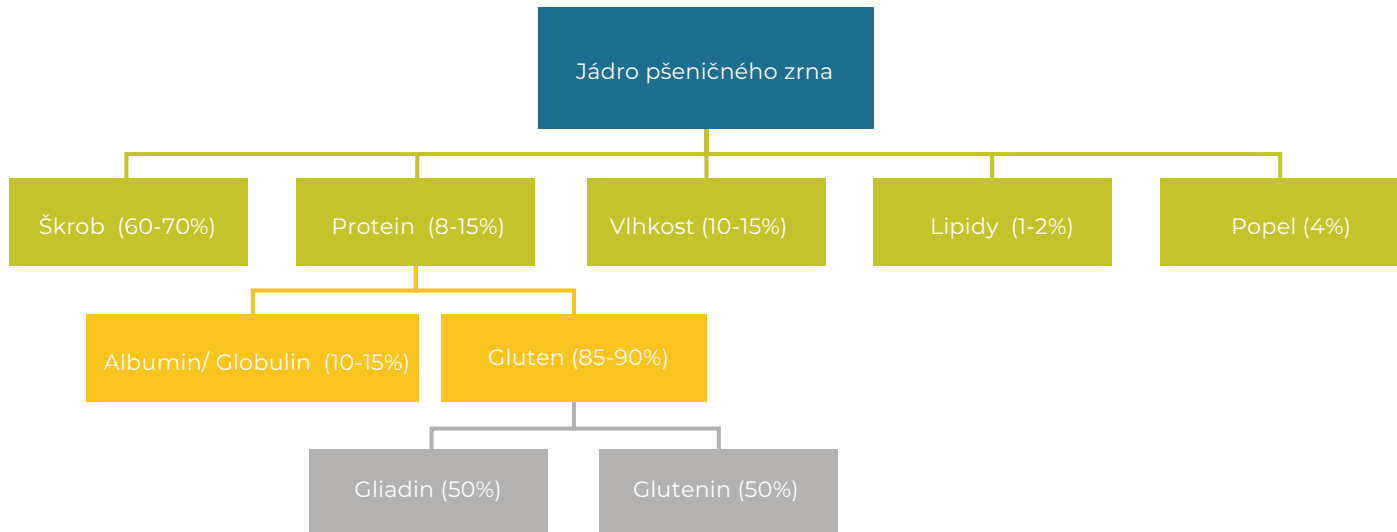 Jádro pšeničného zrna
Škrob (60-70%)
Protein (8-15%)
Vlhkost (10-15%)
Lipidy (1-2%)
Popel (4%)
Albumin/ Globulin (10-15%)
Gluten (85-90%)
Gliadin (50%)
Glutenin (50%)